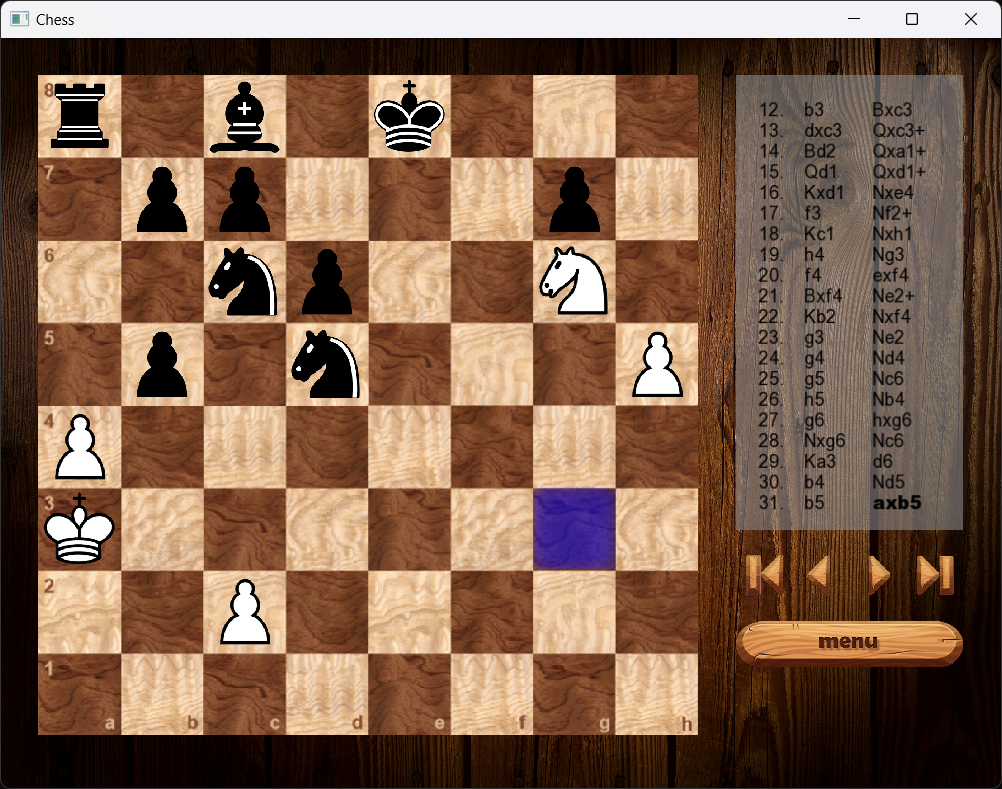 Chess
8
7
6
5
4
3
2
1
a b c d e f g h
12. b3 Bxc3
13. dxc3 Qxc3+
14. Bd2 Qxa1+
15. Qd1 Qxd1+
16. Kxd1 Nxe4
17. f3 Nf2+
18. Kc1 Nxh1
19. h4 Ng3
20. f4 exf4
21. Bxf4 Ne2+
22. Kb2 Nxf4
23. g3 Ne2
24. g4 Nd4
25. g5 Nc6
26. h5 Nb4
27. g6 hxg6
28. Nxg6 Nc6
29. Ka3 d6
30. b4 Nd5
31. b5 axb5
menu